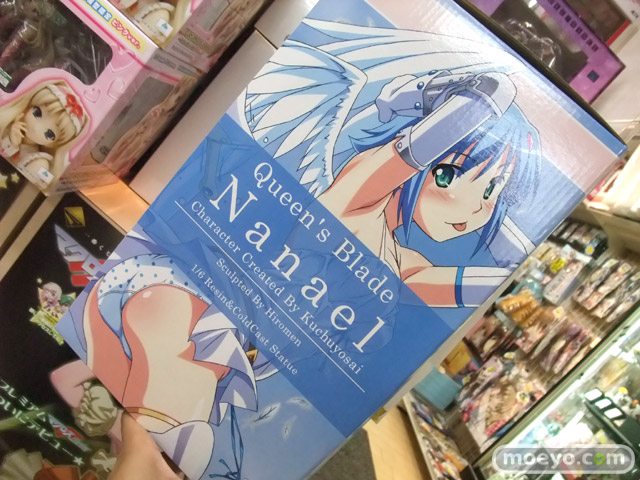 Queen's Blade
Nanael
Character Created By Kuchuyosai
Sculpted By Hiromen
1/6 Resin&ColdCast Statue
moeyo.com